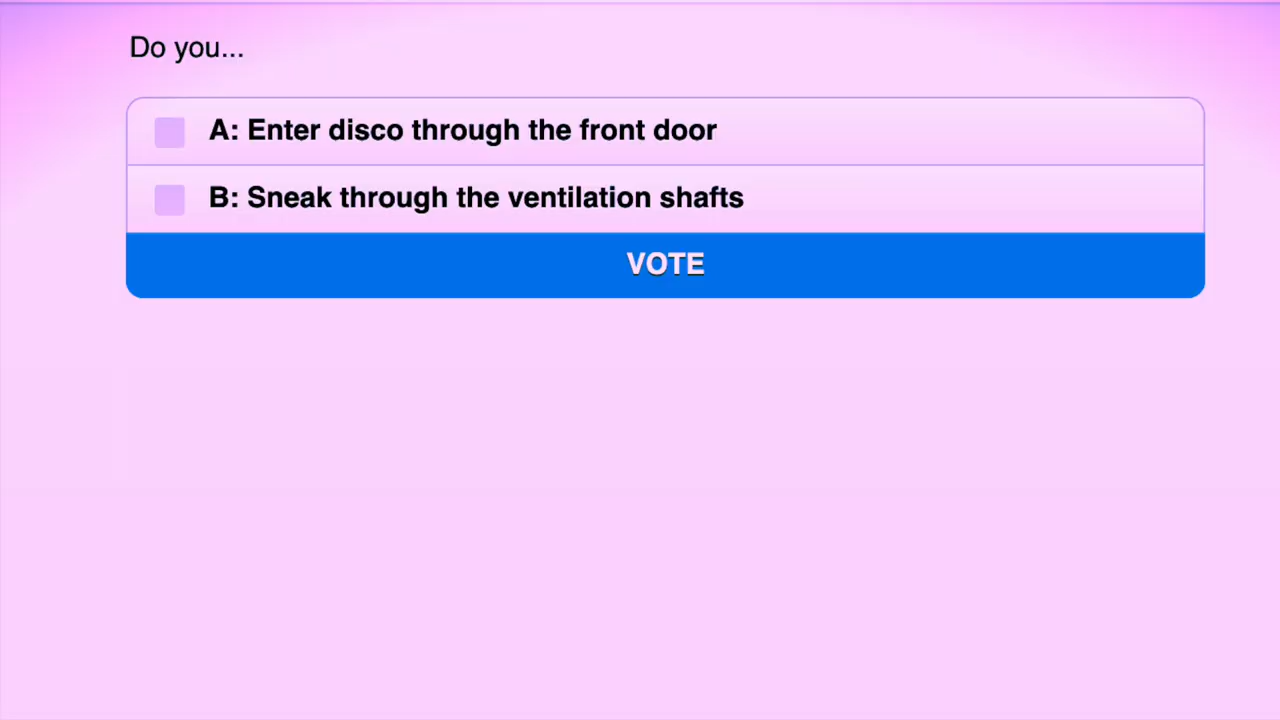 Do you...
A: Enter disco through the front door
B: Sneak through the ventilation shafts
VOTE